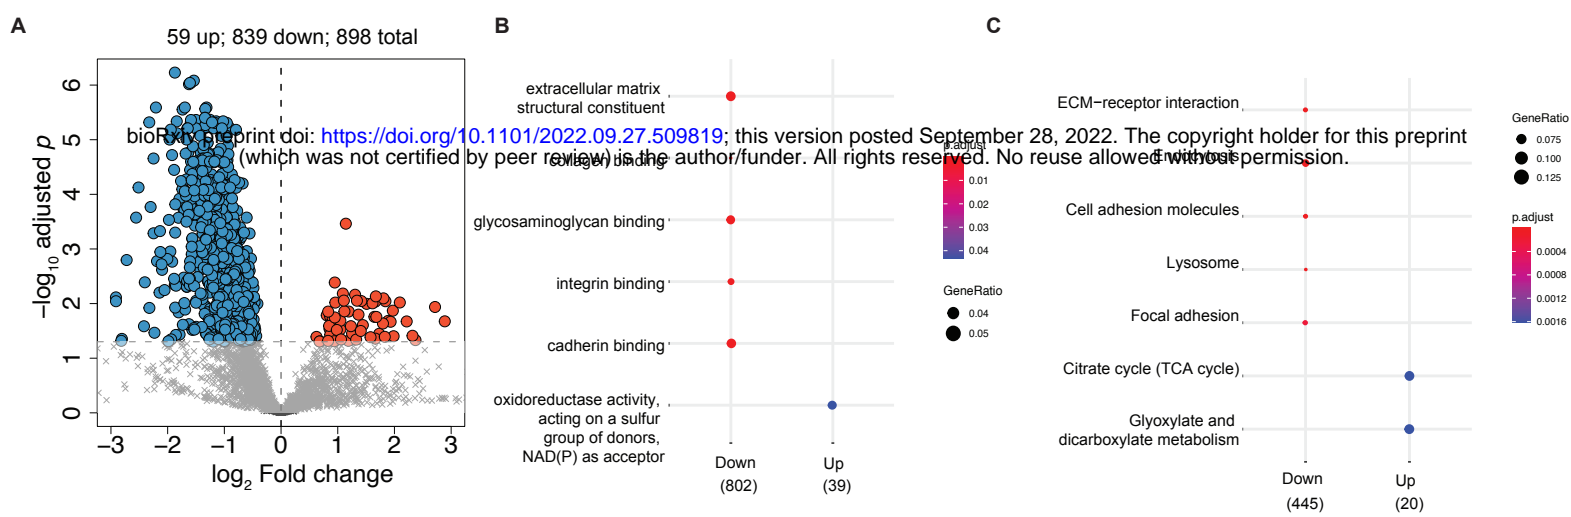 A
59 up; 839 down; 898 total
−log10 adjusted p
6
5
4
3
2
1
0
−3
−2
−1
0
1
2
3
log2 Fold change
bioRxiv preprint doi: https://doi.org/10.1101/2022.09.27.509819; this version posted September 28, 2022. The copyright holder for this preprint
(which was not certified by peer review) is the author/funder. All rights reserved. No reuse allowed without permission.
B
extracellular matrix
structural constituent
collagen binding
glycosaminoglycan binding
integrin binding
cadherin binding
oxidoreductase activity,
acting on a sulfur
group of donors,
NAD(P) as acceptor
Down
(802)
Up
(39)
p.adjust
0.01
0.02
0.03
0.04
GeneRatio
0.04
0.05
C
ECM−receptor interaction
Endocytosis
Cell adhesion molecules
Lysosome
Focal adhesion
Citrate cycle (TCA cycle)
Glyoxylate and
dicarboxylate metabolism
Down
(445)
Up
(20)
GeneRatio
0.075
0.100
0.125
p.adjust
0.0004
0.0008
0.0012
0.0016